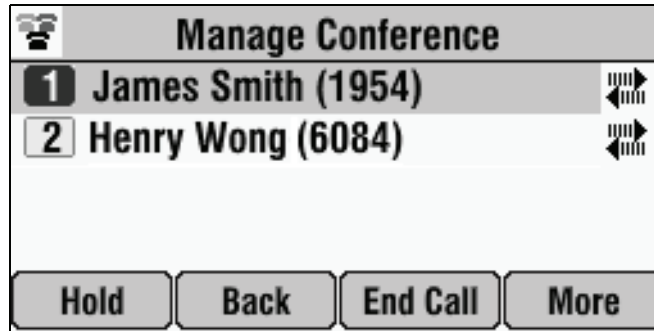 Manage Conference
1 James Smith (1954)
2 Henry Wong (6084)
Hold Back End Call More